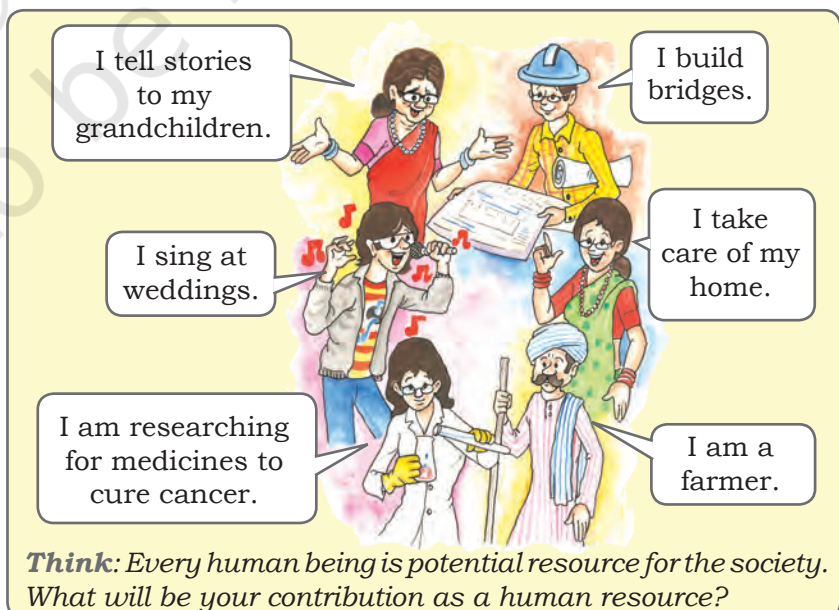 I tell stories
to my
grandchildren.
I build
bridges.
I sing at
weddings.
I take
care of my
home.
I am researching
for medicines to
cure cancer.
I am a
farmer.
Think: Every human being is potential resource for the society.
What will be your contribution as a human resource?